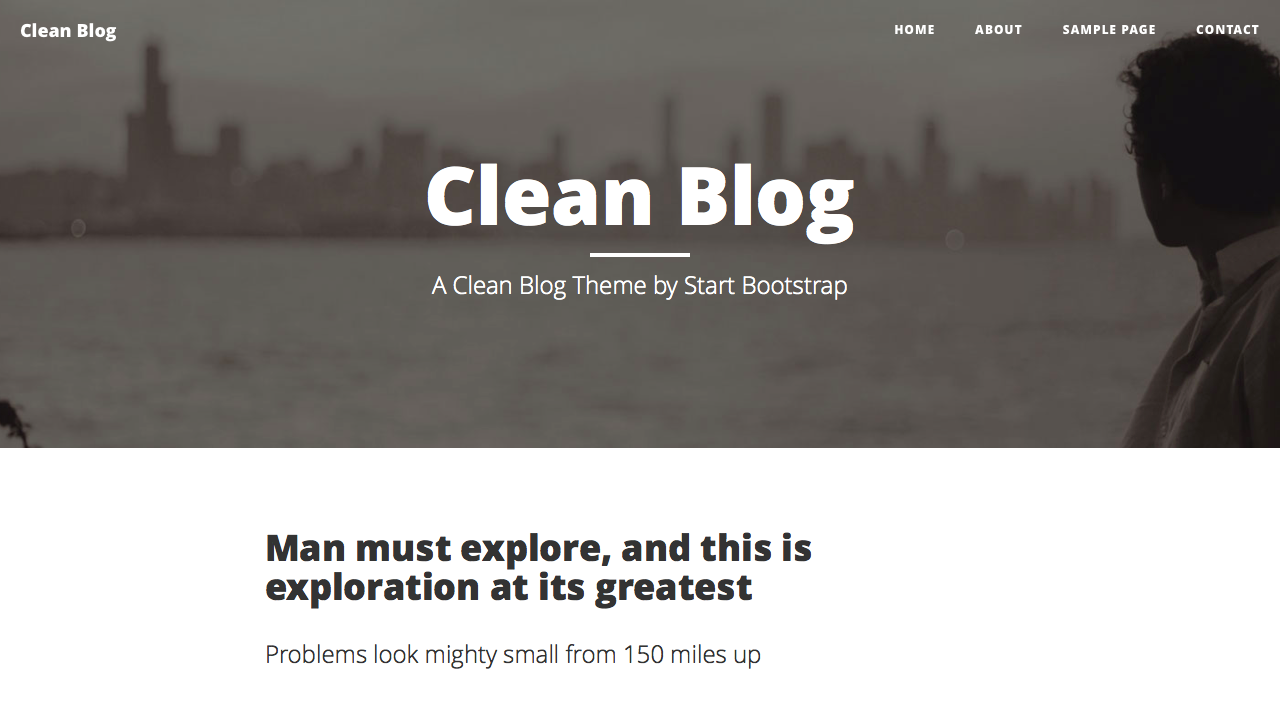 Clean Blog
HOME ABOUT SAMPLE PAGE CONTACT
Clean Blog
A Clean Blog Theme by Start Bootstrap
Man must explore, and this is
exploration at its greatest
Problems look mighty small from 150 miles up